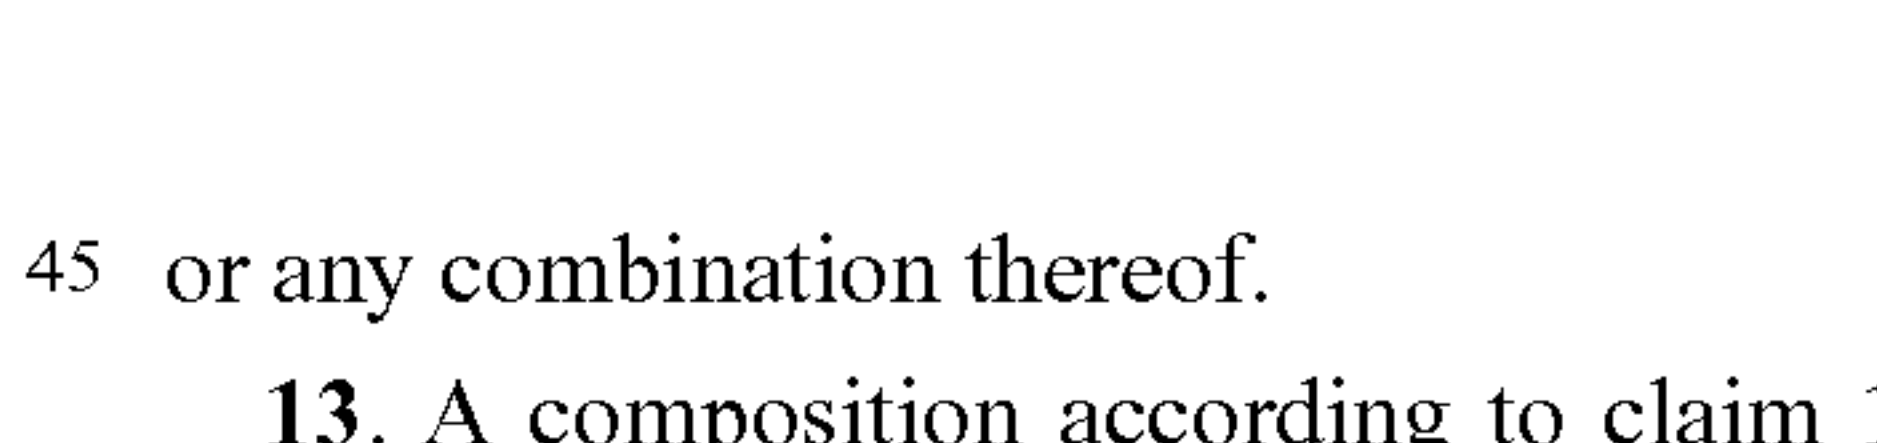 45 or any combination thereof.
13. A composition according to claim